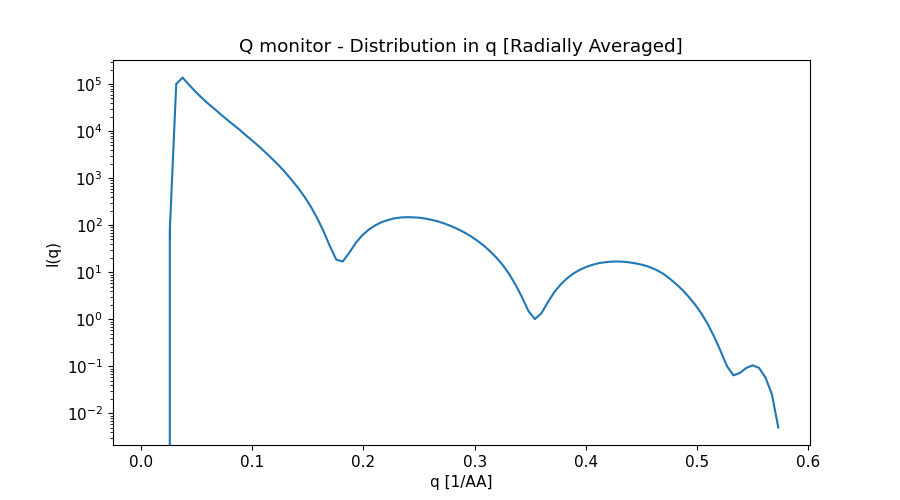 Q monitor - Distribution in q [Radially Averaged]
I(q)
10^5
10^4
10^3
10^2
10^1
10^0
10^−1
10^−2
0.0 0.1 0.2 0.3 0.4 0.5 0.6
q [1/AA]